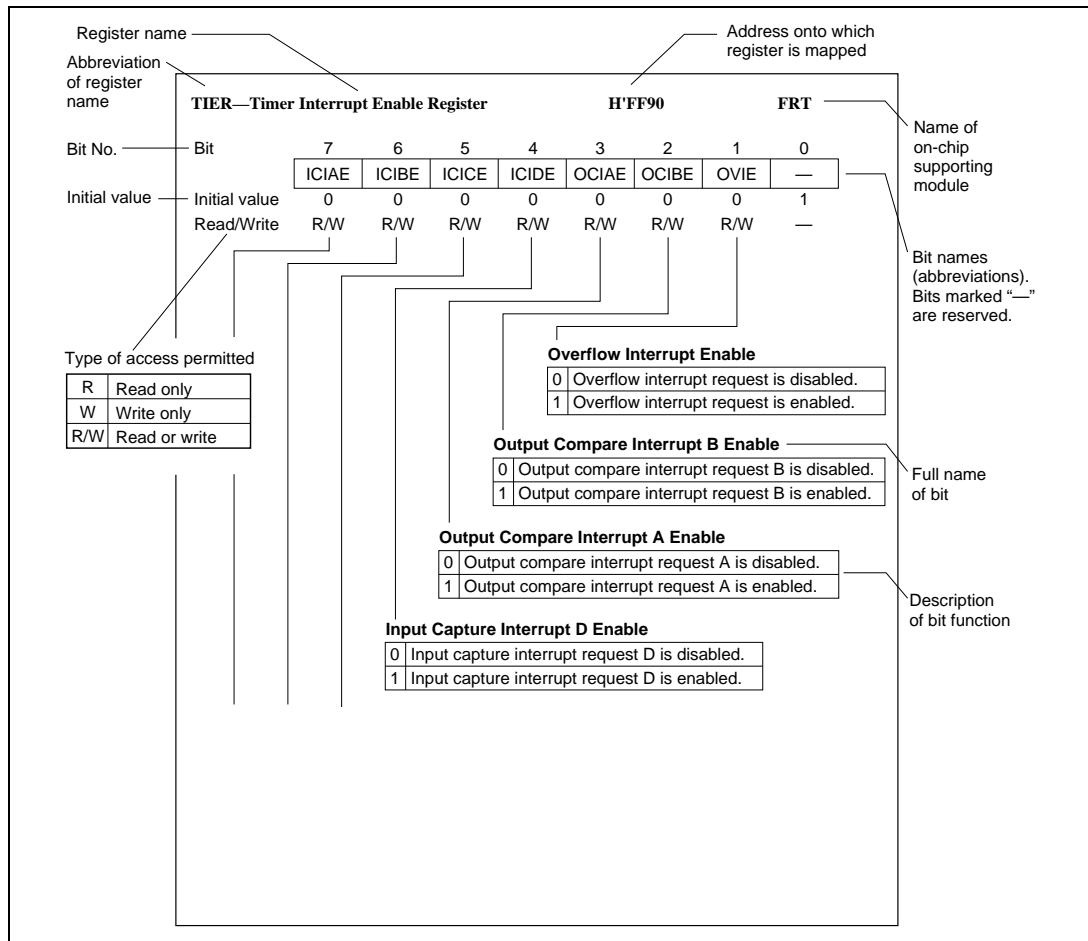 Register name
Address onto which
register is mapped
Abbreviation
of register
name
TIER—Timer Interrupt Enable Register H'FF90 FRT
Name of
on-chip
supporting
module
Bit No. Bit 7 6 5 4 3 2 1 0
ICIAE ICIBE ICICE ICIDE OCIAE OCIBE OVIE —
Initial value Initial value 0 0 0 0 0 0 0 1
Read/Write R/W R/W R/W R/W R/W R/W R/W —
Bit names
(abbreviations).
Bits marked “—”
are reserved.
Type of access permitted
R Read only
W Write only
R/W Read or write
Overflow Interrupt Enable
0 Overflow interrupt request is disabled.
1 Overflow interrupt request is enabled.
Output Compare Interrupt B Enable
0 Output compare interrupt request B is disabled.
1 Output compare interrupt request B is enabled.
Full name
of bit
Output Compare Interrupt A Enable
0 Output compare interrupt request A is disabled.
1 Output compare interrupt request A is enabled.
Description
of bit function
Input Capture Interrupt D Enable
0 Input capture interrupt request D is disabled.
1 Input capture interrupt request D is enabled.